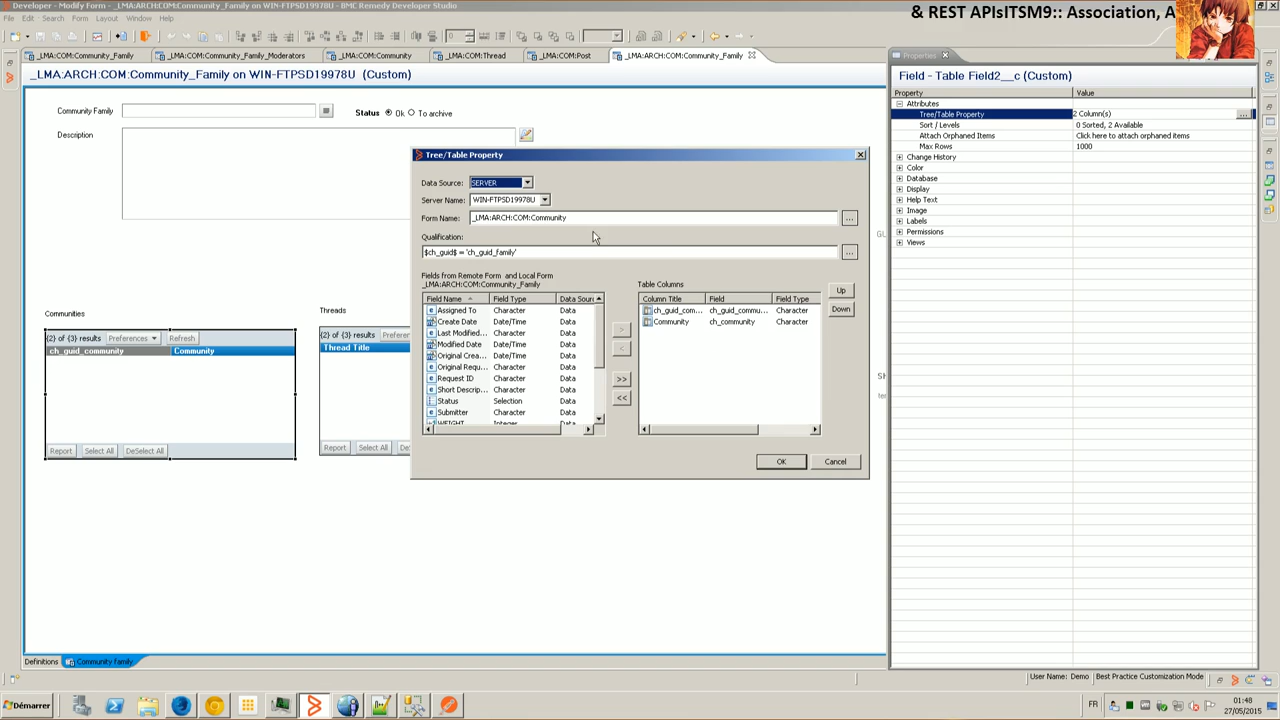 Developer - Modify Form - _LMA:ARCH:COM:Community_Family on WIN-FTPSD19978U - BMC Remedy Developer Studio
& REST APIsITSM9:: Association, A
File Edit Search Form Layout Window Help
_LMA:COM:Community_Family
_LMA:COM:Community_Family_Moderators
_LMA:COM:Community
_LMA:COM:Thread
_LMA:COM:Post
_LMA:ARCH:COM:Community_Family
Properties
_LMA:ARCH:COM:Community_Family on WIN-FTPSD19978U (Custom)
Field - Table Field2__c (Custom)
Property Value
Attributes
Tree/Table Property 2 Column(s) ...
Sort / Levels 0 Sorted, 2 Available
Attach Orphaned Items Click here to attach orphaned items
Max Rows 1000
Change History
Color
Database
Display
Help Text
Image
Labels
Permissions
Views
Community Family
Status Ok To archive
Description
Tree/Table Property
Data Source: SERVER
Server Name: WIN-FTPSD19978U
Form Name: _LMA:ARCH:COM:Community ...
Qualification:
$ch_guid$ = 'ch_guid_family' ...
Fields from Remote Form and Local Form
_LMA:ARCH:COM:Community_Family
Field Name Field Type Data Sourc
Assigned To Character Data
Create Date Date/Time Data
Last Modified... Character Data
Modified Date Date/Time Data
Original Crea... Date/Time Data
Original Requ... Character Data
Request ID Character Data
Short Descrip... Character Data
Status Selection Data
Submitter Character Data
WEIGHT Integer Data
>
<
>>
<<
Table Columns
Column Title Field Field Type
ch_guid_com... ch_guid_commu... Character
Community ch_community Character
Up
Down
OK
Cancel
Communities
{2} of {3} results Preferences Refresh
ch_guid_community Community
Report Select All DeSelect All
Threads
{2} of {3} results Preferen
Thread Title
Report Select All De
Definitions Community family
User Name: Demo Best Practice Customization Mode
Démarrer
FR
01:48
27/05/2015